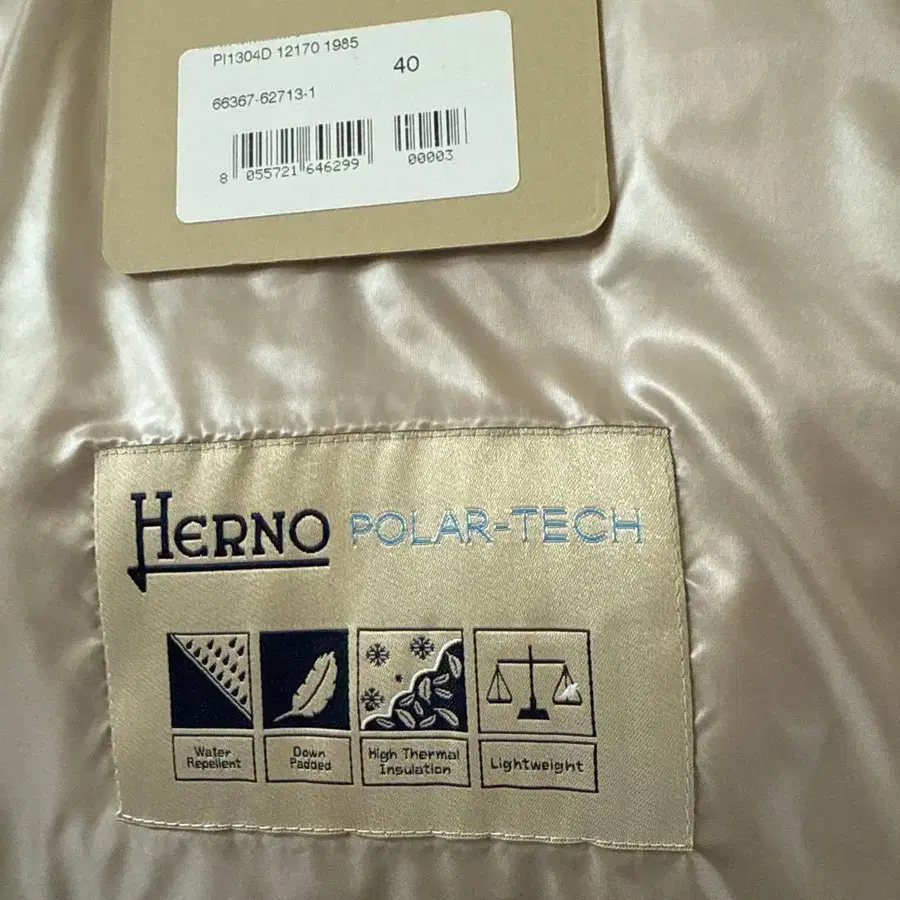 PI1304D 12170 1985
40
66367-62713-1
8 055721 646299
00003
HERNO POLAR-TECH
Water
Repellent
Down
Padded
High Thermal
Insulation
Lightweight